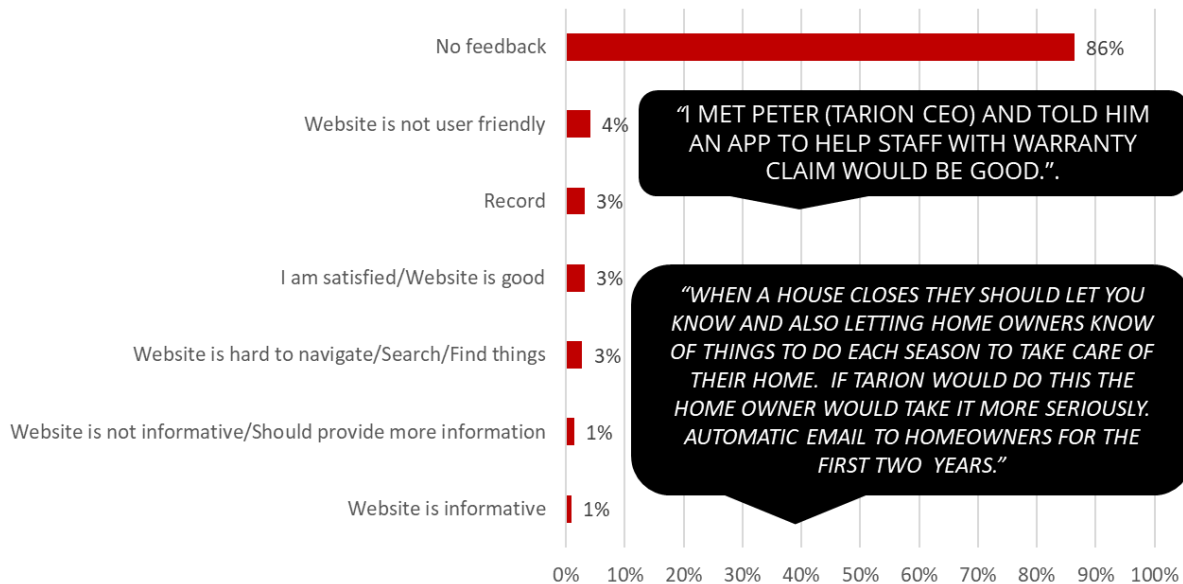 No feedback
86%
Website is not user friendly
4%
"I MET PETER (TARION CEO) AND TOLD HIM
AN APP TO HELP STAFF WITH WARRANTY
CLAIM WOULD BE GOOD.".
Record
3%
I am satisfied/Website is good
3%
"WHEN A HOUSE CLOSES THEY SHOULD LET YOU
KNOW AND ALSO LETTING HOME OWNERS KNOW
OF THINGS TO DO EACH SEASON TO TAKE CARE OF
THEIR HOME.  IF TARION WOULD DO THIS THE
HOME OWNER WOULD TAKE IT MORE SERIOUSLY.
AUTOMATIC EMAIL TO HOMEOWNERS FOR THE
FIRST TWO  YEARS."
Website is hard to navigate/Search/Find things
3%
Website is not informative/Should provide more information
1%
Website is informative
1%
0% 10% 20% 30% 40% 50% 60% 70% 80% 90% 100%